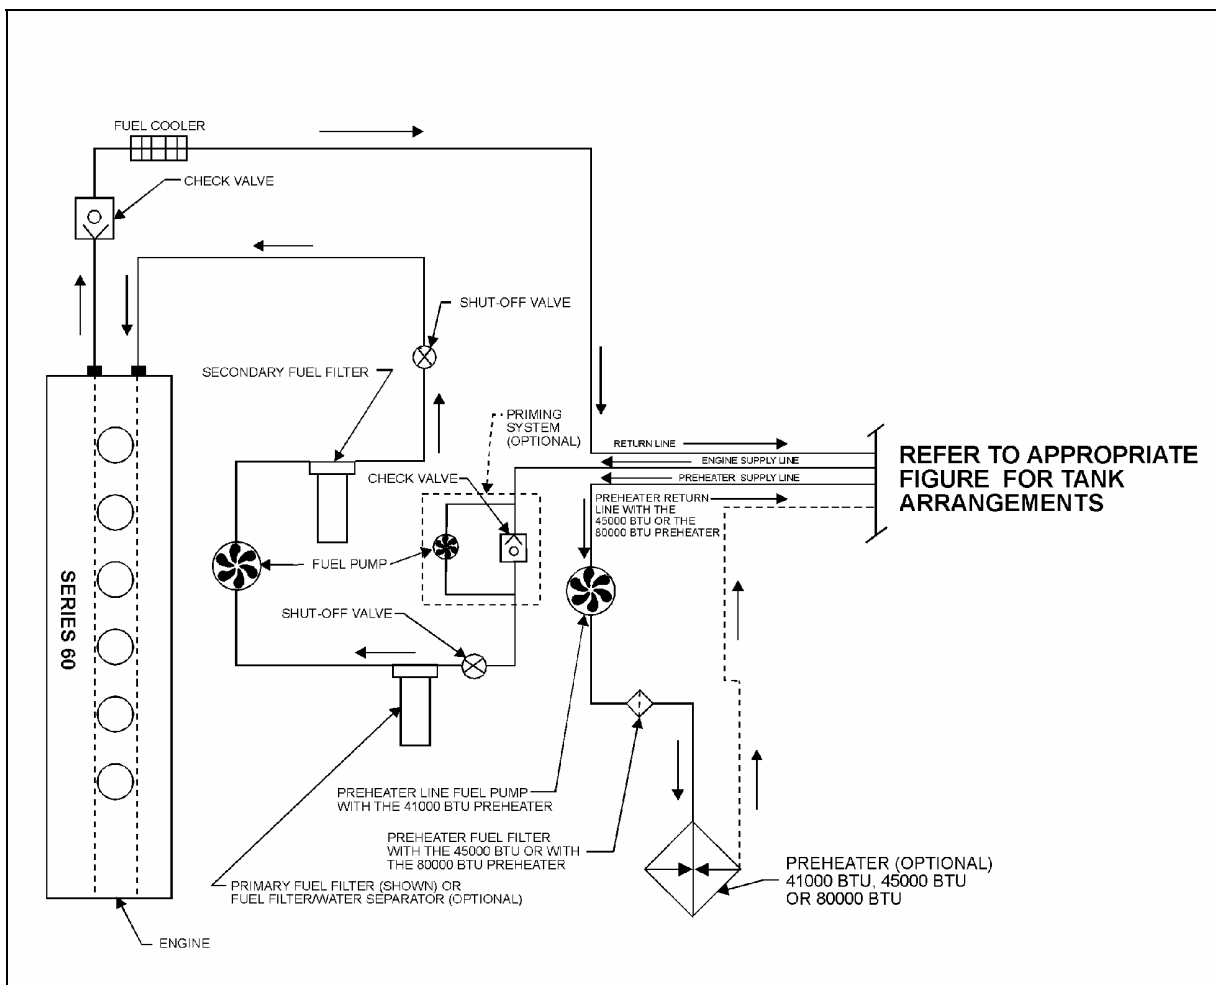 FUEL COOLER
CHECK VALVE
SHUT-OFF VALVE
SECONDARY FUEL FILTER
PRIMING
SYSTEM
(OPTIONAL)
CHECK VALVE
RETURN LINE
ENGINE SUPPLY LINE
PREHEATER SUPPLY LINE
PREHEATER RETURN
LINE WITH THE
45000 BTU OR THE
80000 BTU PREHEATER
REFER TO APPROPRIATE
FIGURE FOR TANK
ARRANGEMENTS
FUEL PUMP
SHUT-OFF VALVE
SERIES 60
PREHEATER LINE FUEL PUMP
WITH THE 41000 BTU PREHEATER
PREHEATER FUEL FILTER
WITH THE 45000 BTU OR WITH
THE 80000 BTU PREHEATER
PREHEATER (OPTIONAL)
41000 BTU, 45000 BTU
OR 80000 BTU
PRIMARY FUEL FILTER (SHOWN) OR
FUEL FILTER/WATER SEPARATOR (OPTIONAL)
ENGINE